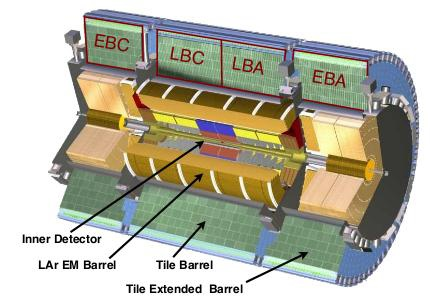 EBC
LBC
LBA
EBA
Inner Detector
LAr EM Barrel
Tile Barrel
Tile Extended Barrel